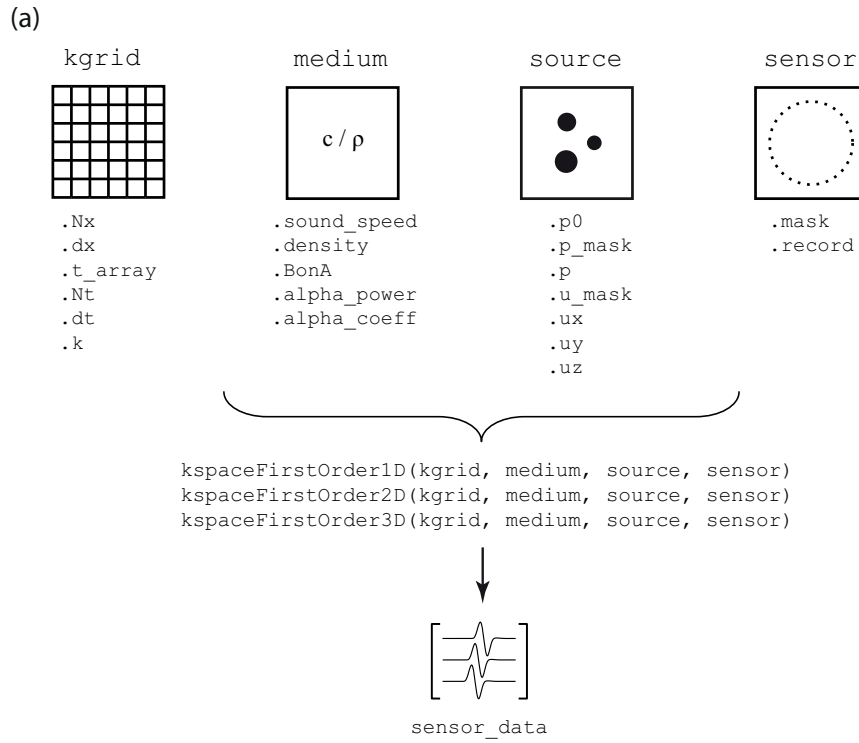 (a)
kgrid medium source sensor
c / ρ
.Nx
.dx
.t_array
.Nt
.dt
.k
.sound_speed
.density
.BonA
.alpha_power
.alpha_coeff
.p0
.p_mask
.p
.u_mask
.ux
.uy
.uz
.mask
.record
kspaceFirstOrder1D(kgrid, medium, source, sensor)
kspaceFirstOrder2D(kgrid, medium, source, sensor)
kspaceFirstOrder3D(kgrid, medium, source, sensor)
sensor_data